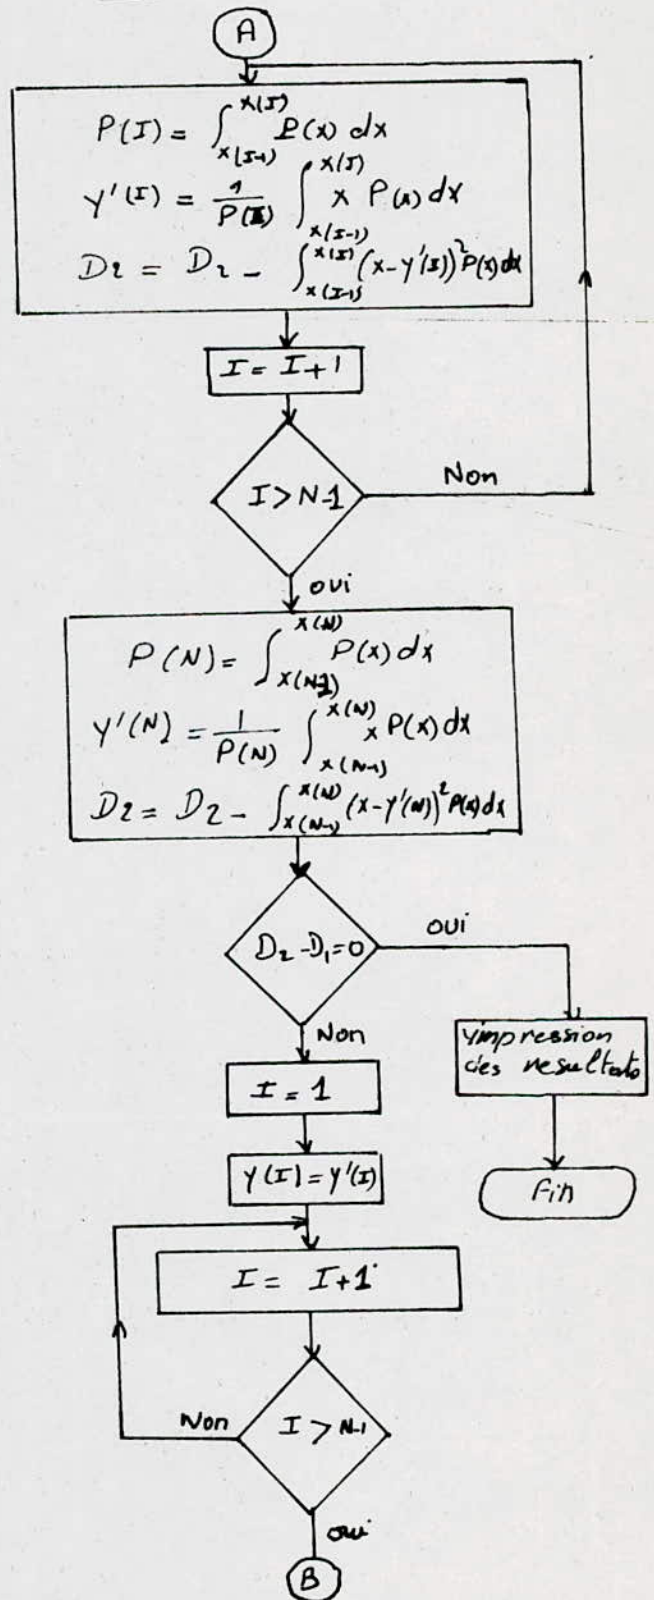 A
P(I) = ∫_{x(I-1)}^{x(I)} P(x) dx
y'(I) = 1/P(I) ∫_{x(I-1)}^{x(I)} x P(x) dx
D2 = D2 - ∫_{x(I-1)}^{x(I)} (x-y'(I))² P(x) dx
I = I+1
I > N-1
Non
oui
P(N) = ∫_{x(N-1)}^{x(N)} P(x) dx
y'(N) = 1/P(N) ∫_{x(N-1)}^{x(N)} x P(x) dx
D2 = D2 - ∫_{x(N-1)}^{x(N)} (x-y'(N))² P(x) dx
D2 - D1 = 0
oui
Non
impression
des resultats
I = 1
Fin
y(I) = y'(I)
I = I+1
Non
I > N-1
oui
B